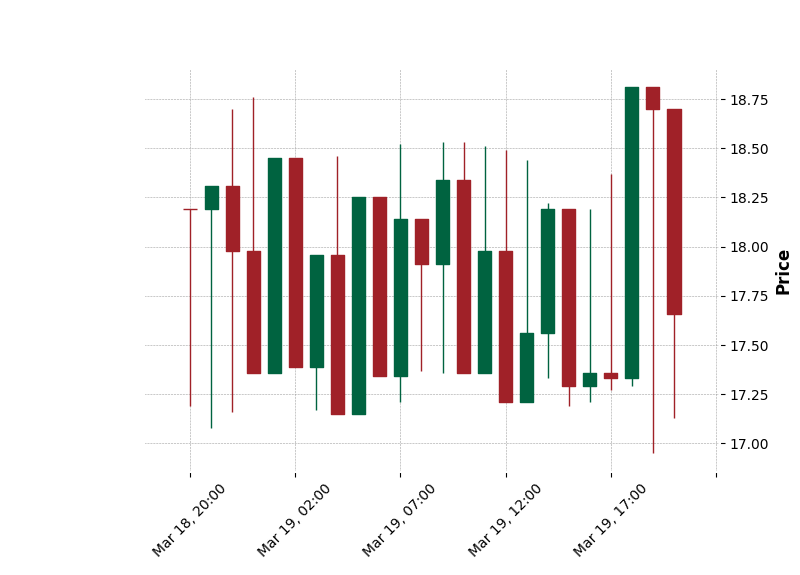 18.75
18.50
18.25
18.00
17.75
17.50
17.25
17.00
Price
Mar 18, 20:00
Mar 19, 02:00
Mar 19, 07:00
Mar 19, 12:00
Mar 19, 17:00